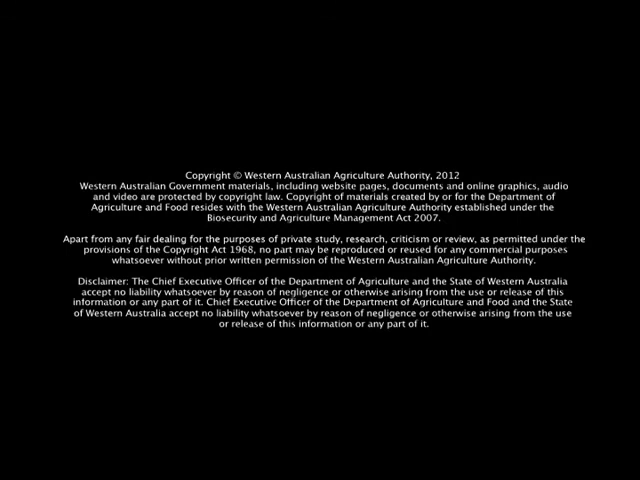 Copyright © Western Australian Agriculture Authority, 2012
Western Australian Government materials, including website pages, documents and online graphics, audio
and video are protected by copyright law. Copyright of materials created by or for the Department of
Agriculture and Food resides with the Western Australian Agriculture Authority established under the
Biosecurity and Agriculture Management Act 2007.
Apart from any fair dealing for the purposes of private study, research, criticism or review, as permitted under the
provisions of the Copyright Act 1968, no part may be reproduced or reused for any commercial purposes
whatsoever without prior written permission of the Western Australian Agriculture Authority.
Disclaimer: The Chief Executive Officer of the Department of Agriculture and the State of Western Australia
accept no liability whatsoever by reason of negligence or otherwise arising from the use or release of this
information or any part of it. Chief Executive Officer of the Department of Agriculture and Food and the State
of Western Australia accept no liability whatsoever by reason of negligence or otherwise arising from the use
or release of this information or any part of it.